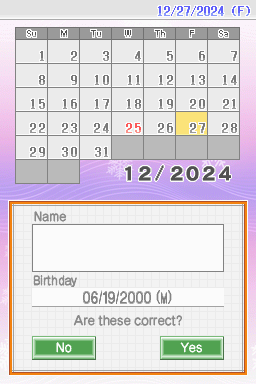 12/27/2024 (F)
Su M Tu W T F Sa
1 2 3 4 5 6 7
8 9 10 11 12 13 14
15 16 17 18 19 20 21
22 23 24 25 26 27 28
29 30 31
12/2024
Name
Birthday
06/19/2000 (M)
Are these correct?
No Yes